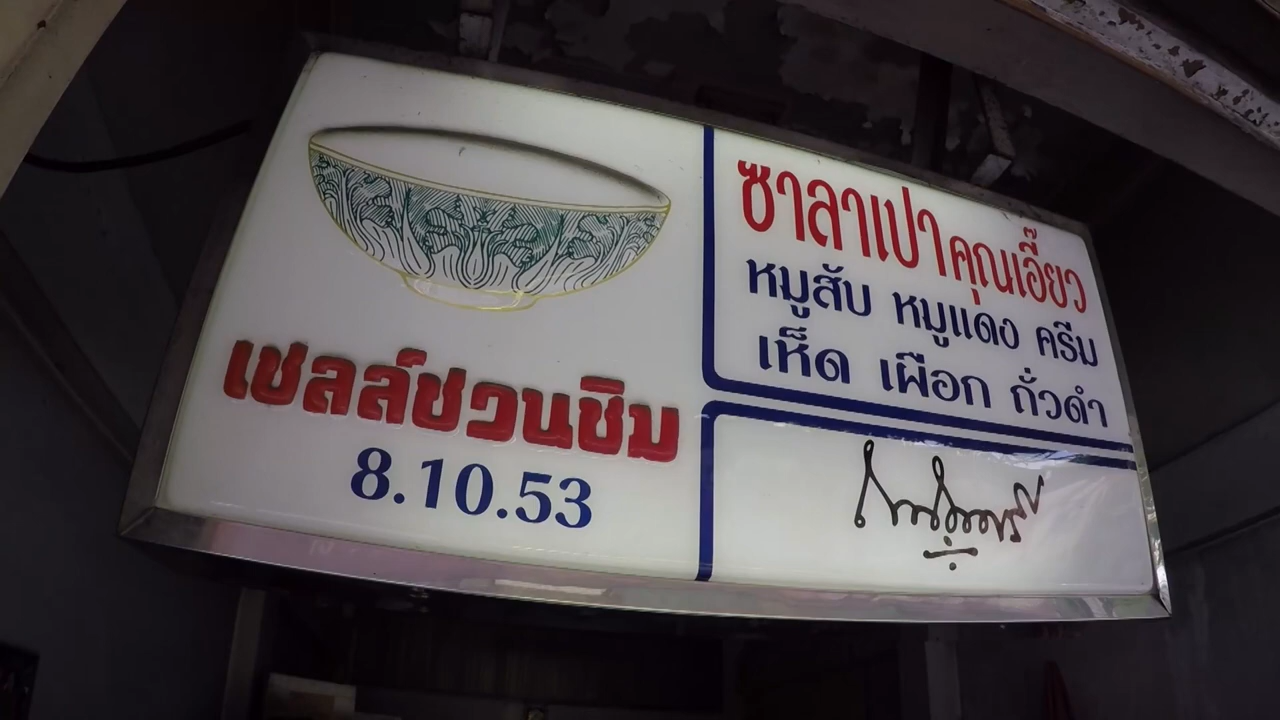 เชลล์ชวนชิม
8.10.53
ซาลาเปาคุณเอี๊ยว
หมูสับ หมูแดง ครีม
เห็ด เผือก ถั่วดำ